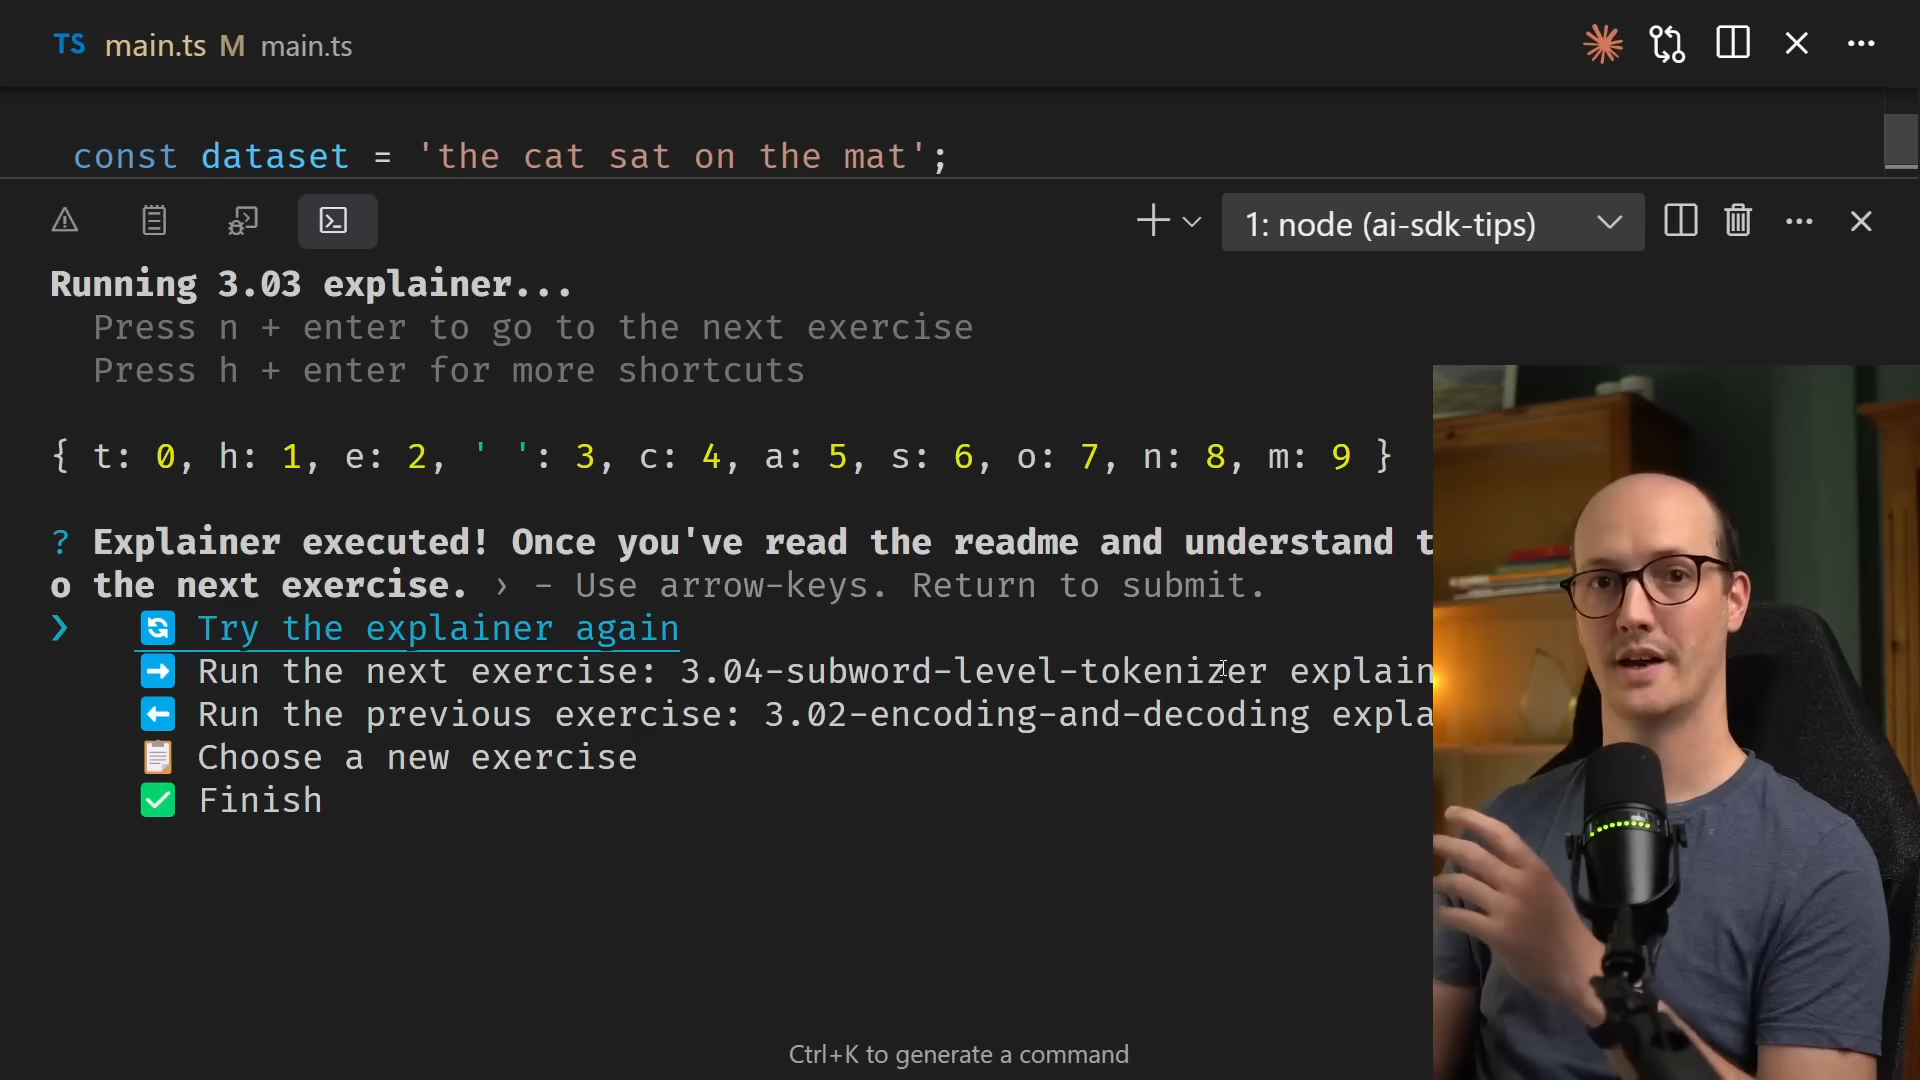 TS main.ts M main.ts
const dataset = 'the cat sat on the mat';
1: node (ai-sdk-tips)
Running 3.03 explainer...
Press n + enter to go to the next exercise
Press h + enter for more shortcuts
{ t: 0, h: 1, e: 2, ' ': 3, c: 4, a: 5, s: 6, o: 7, n: 8, m: 9 }
? Explainer executed! Once you've read the readme and understand t
o the next exercise. › - Use arrow-keys. Return to submit.
❯ Try the explainer again
Run the next exercise: 3.04-subword-level-tokenizer explain
Run the previous exercise: 3.02-encoding-and-decoding expla
Choose a new exercise
Finish
Ctrl+K to generate a command